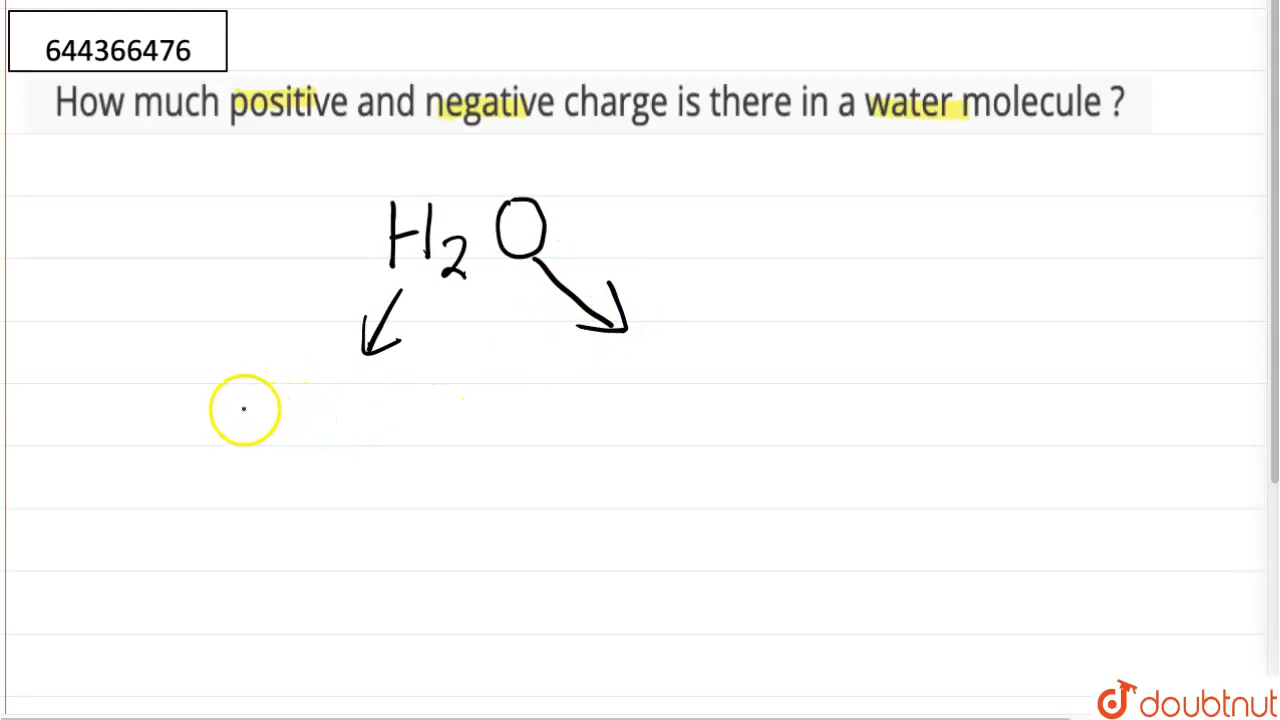 644366476
How much positive and negative charge is there in a water molecule ?
H2O
doubtnut